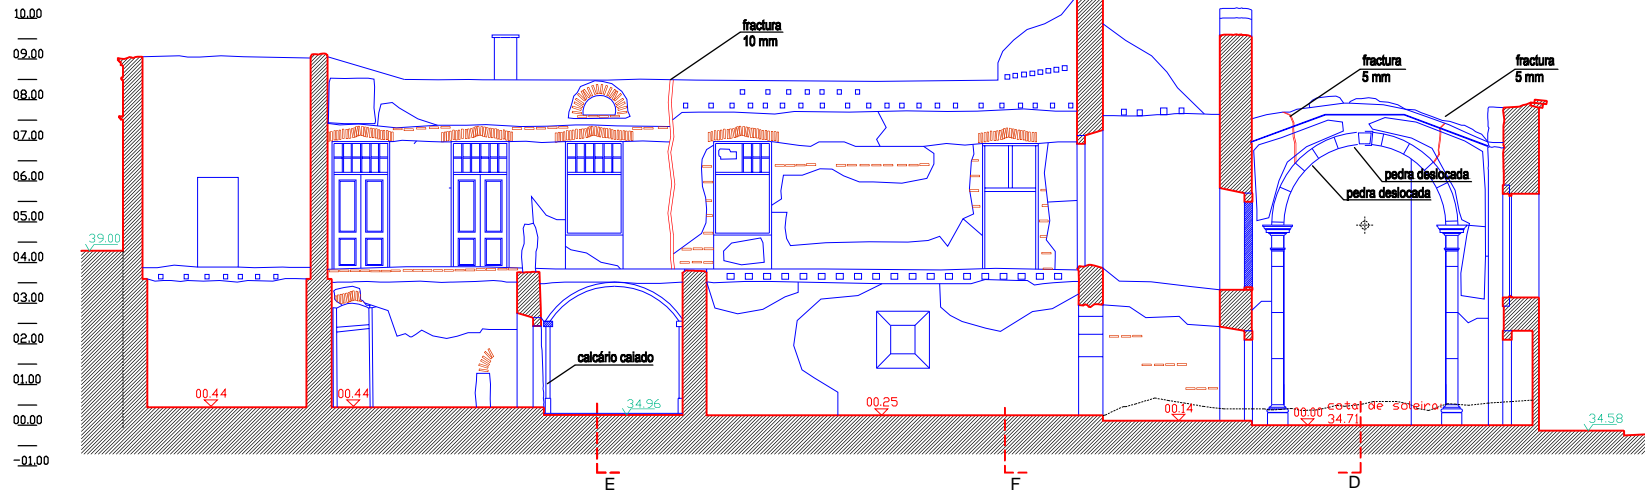 10.00
09.00
08.00
07.00
06.00
05.00
04.00
03.00
02.00
01.00
00.00
-01.00
39.00
fractura
10 mm
fractura
5 mm
fractura
5 mm
pedra deslocada
pedra deslocada
calcário caiado
00.44
00.44
34.96
00.25
00.14
00.00
cota de soleira
34.71
34.58
E
F
D